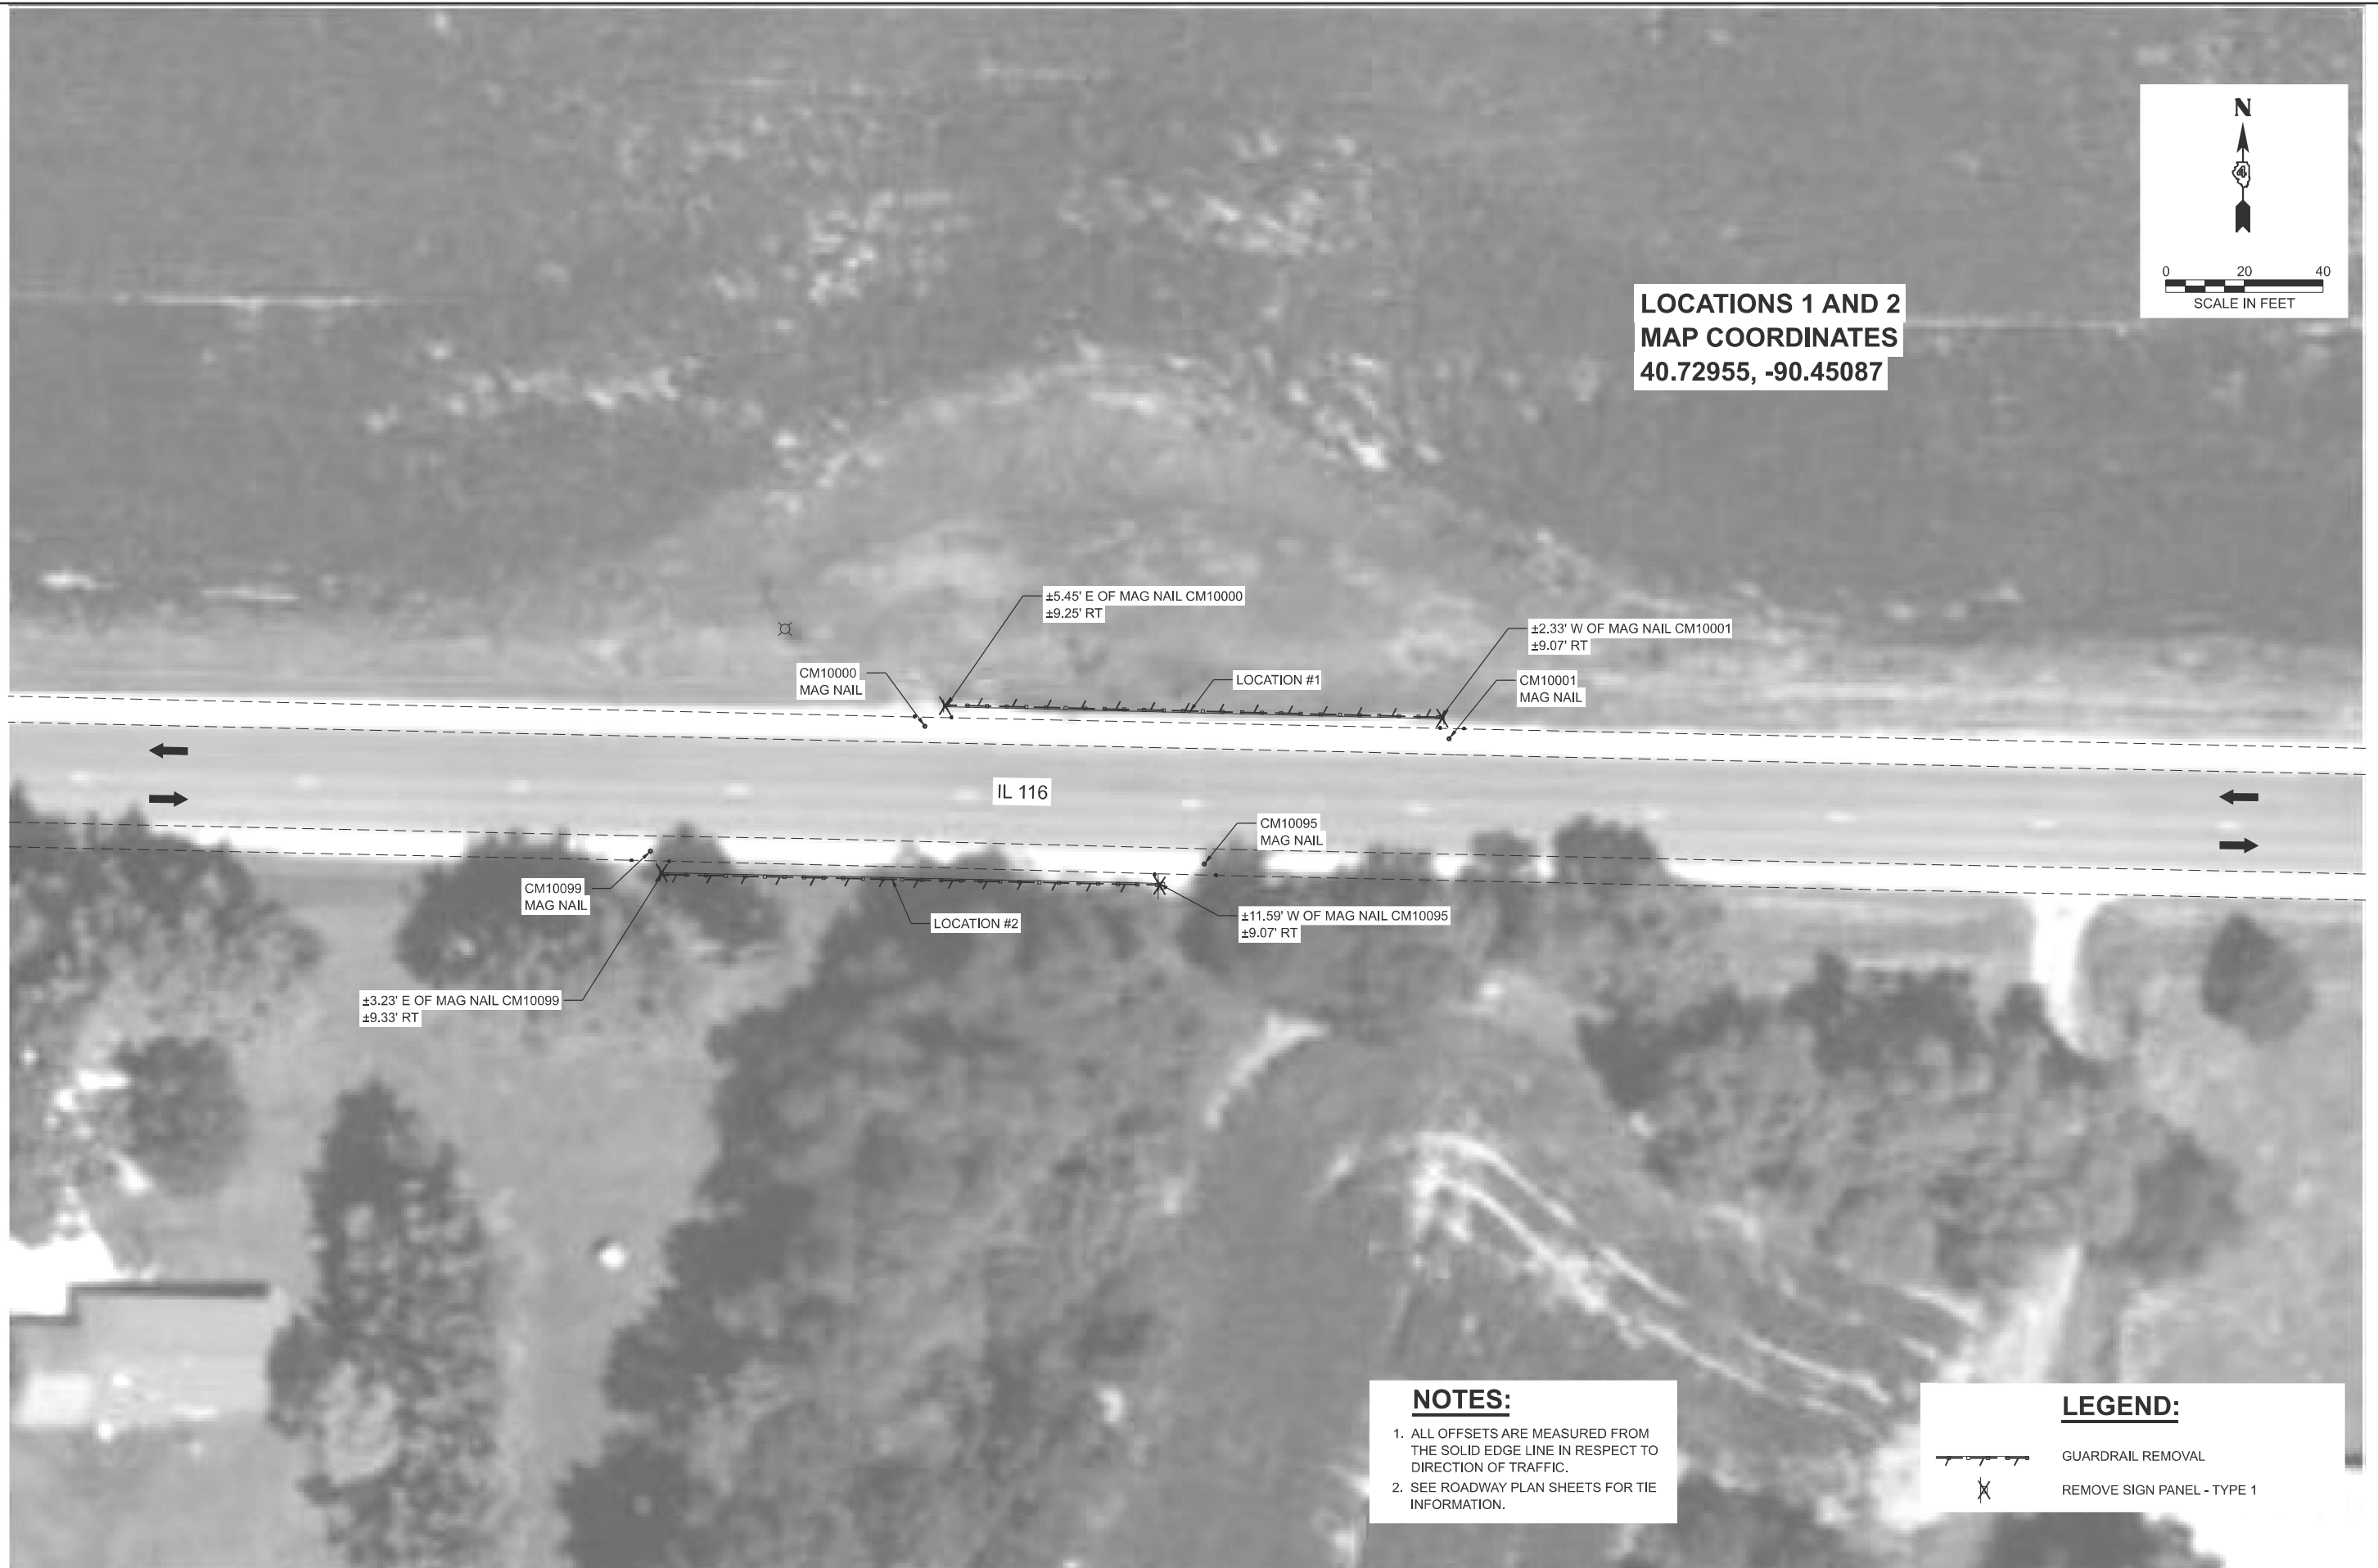 N
4
0 20 40
SCALE IN FEET
LOCATIONS 1 AND 2
MAP COORDINATES
40.72955, -90.45087
±5.45' E OF MAG NAIL CM10000
±9.25' RT
±2.33' W OF MAG NAIL CM10001
±9.07' RT
CM10000
MAG NAIL
LOCATION #1
CM10001
MAG NAIL
IL 116
CM10095
MAG NAIL
CM10099
MAG NAIL
LOCATION #2
±11.59' W OF MAG NAIL CM10095
±9.07' RT
±3.23' E OF MAG NAIL CM10099
±9.33' RT
NOTES:
1. ALL OFFSETS ARE MEASURED FROM
THE SOLID EDGE LINE IN RESPECT TO
DIRECTION OF TRAFFIC.
2. SEE ROADWAY PLAN SHEETS FOR TIE
INFORMATION.
LEGEND:
GUARDRAIL REMOVAL
REMOVE SIGN PANEL - TYPE 1